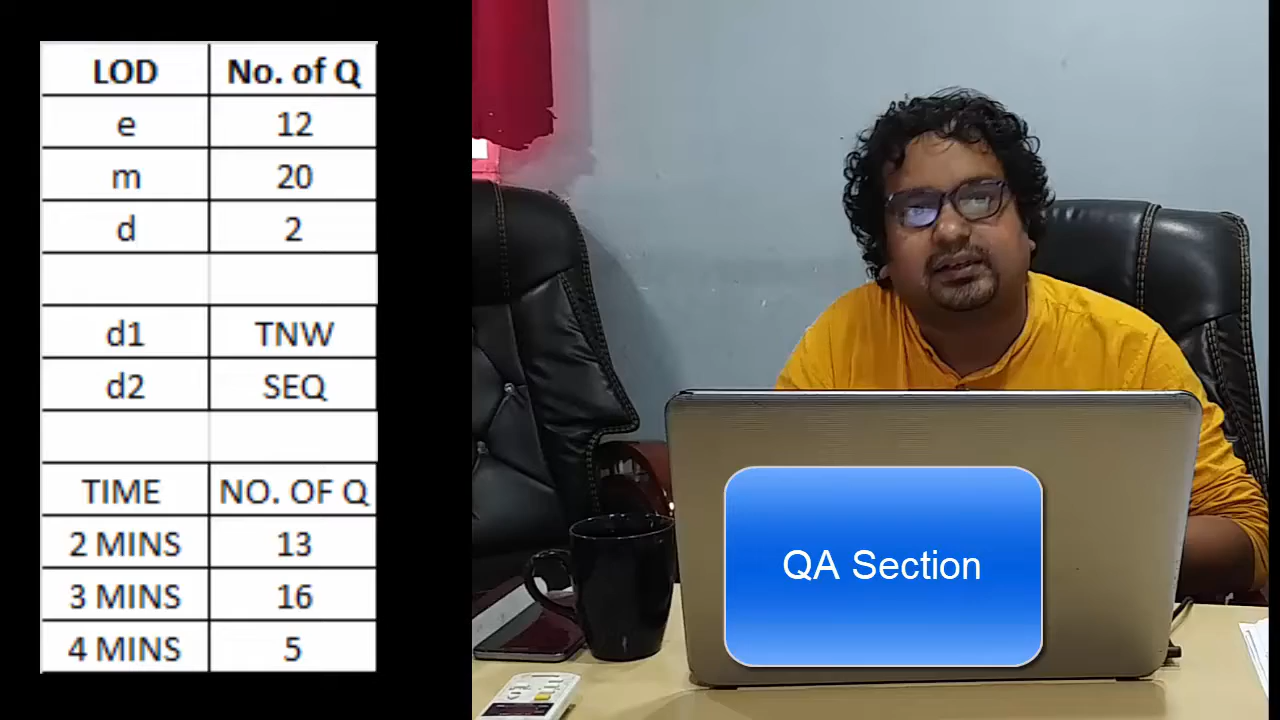 LOD No. of Q
e 12
m 20
d 2
d1 TNW
d2 SEQ
TIME NO. OF Q
2 MINS 13
3 MINS 16
4 MINS 5
QA Section